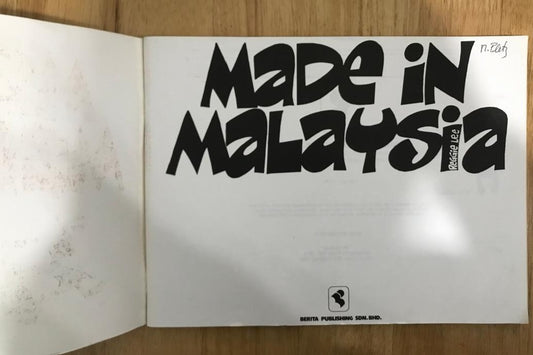 MADE iN
MALAYSiA
REGGIE LEE
BERITA PUBLISHING SDN. BHD.